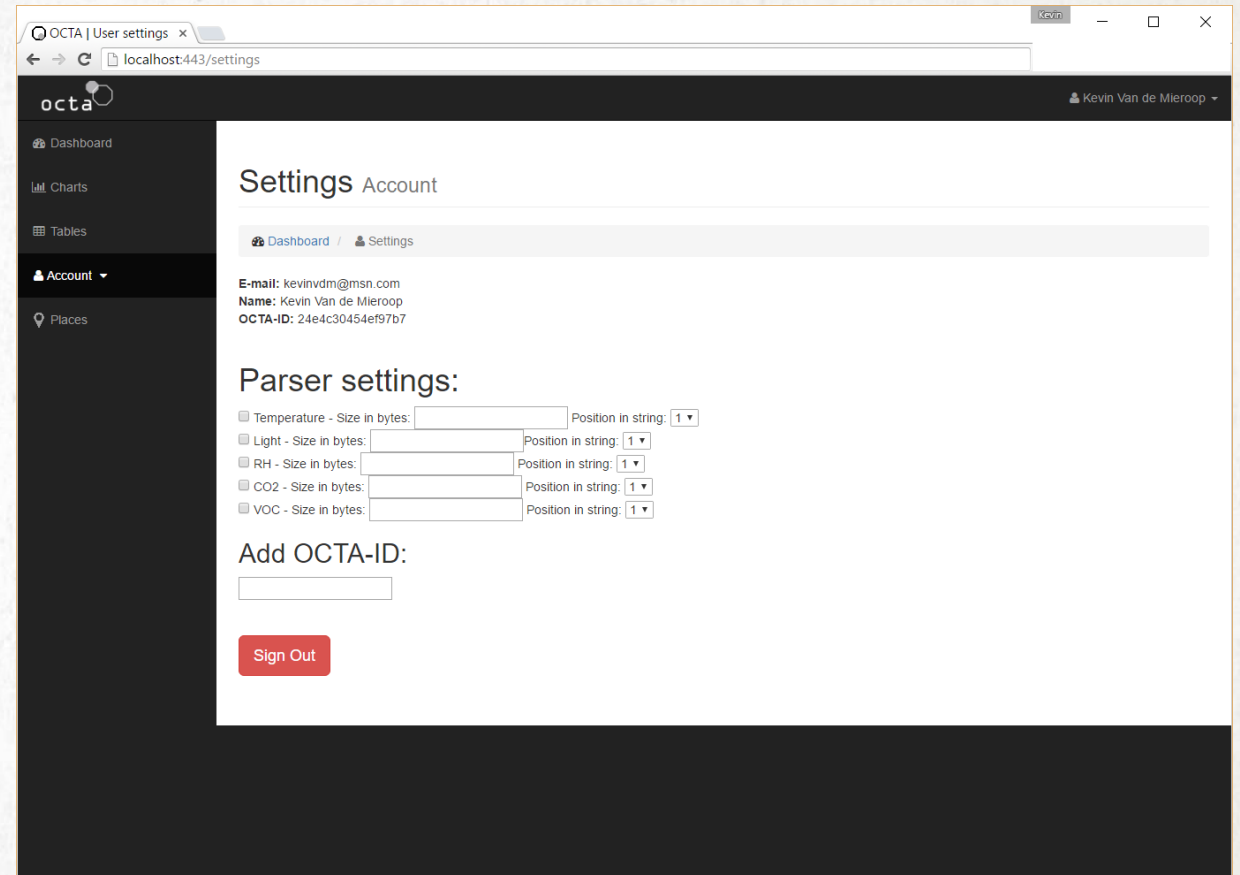 Kevin
OCTA | User settings
localhost:443/settings
octa
Kevin Van de Mieroop
Dashboard
Charts
Tables
Account
Places
Settings Account
Dashboard / Settings
E-mail: kevinvdm@msn.com
Name: Kevin Van de Mieroop
OCTA-ID: 24e4c30454ef97b7
Parser settings:
Temperature - Size in bytes: Position in string: 1
Light - Size in bytes: Position in string: 1
RH - Size in bytes: Position in string: 1
CO2 - Size in bytes: Position in string: 1
VOC - Size in bytes: Position in string: 1
Add OCTA-ID:
Sign Out